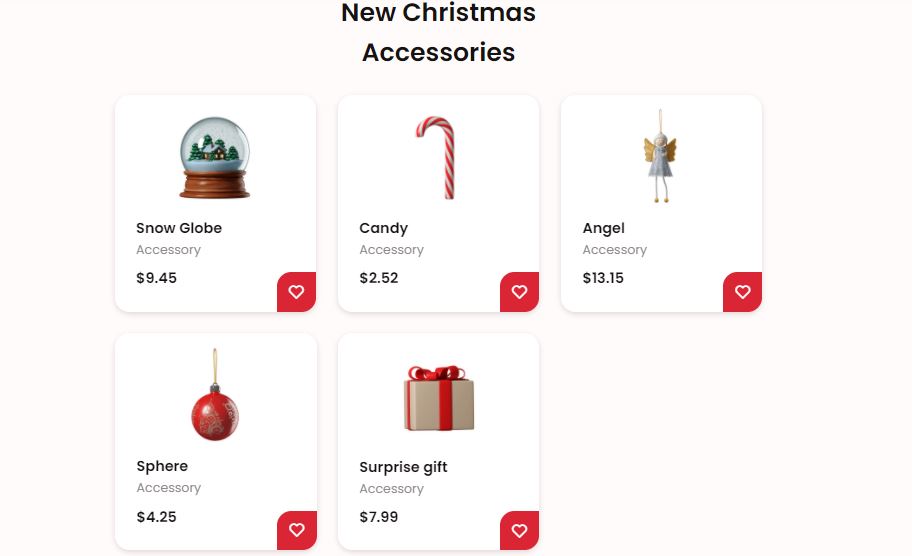 New Christmas
Accessories
Snow Globe
Accessory
$9.45
Candy
Accessory
$2.52
Angel
Accessory
$13.15
Sphere
Accessory
$4.25
Surprise gift
Accessory
$7.99